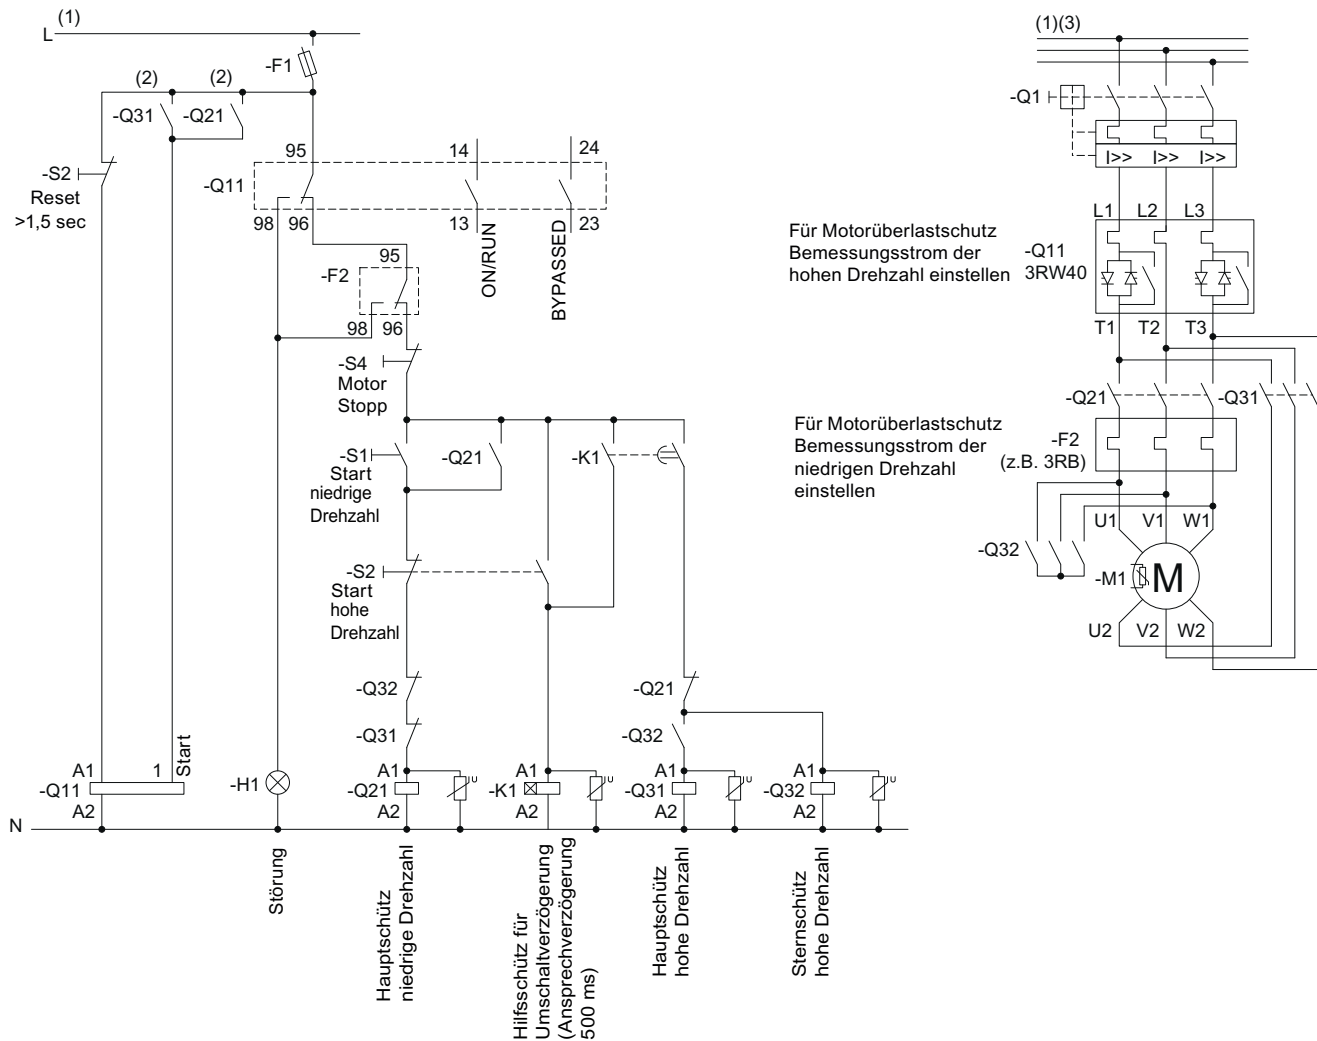 (1)
L
-F1
(2)
(2)
-Q31
-Q21
-S2
Reset
>1,5 sec
95
14
24
-Q11
98
96
13
23
ON/RUN
BYPASSED
95
-F2
98
96
-S4
Motor
Stopp
-S1
Start
niedrige
Drehzahl
-Q21
-K1
-S2
Start
hohe
Drehzahl
-Q32
-Q31
-Q21
-Q32
A1
1
Start
-Q11
A2
-H1
A1
-Q21
A2
U
A1
-K1
A2
U
A1
-Q31
A2
U
A1
-Q32
A2
U
N
Störung
Hauptschütz
niedrige Drehzahl
Hilfsschütz für
Umschaltverzögerung
(Ansprechverzögerung
500 ms)
Hauptschütz
hohe Drehzahl
Sternschütz
hohe Drehzahl
(1)(3)
-Q1
I>>
I>>
I>>
L1
L2
L3
Für Motorüberlastschutz
Bemessungsstrom der
hohen Drehzahl einstellen
-Q11
3RW40
T1
T2
T3
-Q21
-Q31
Für Motorüberlastschutz
Bemessungsstrom der
niedrigen Drehzahl
einstellen
-F2
(z.B. 3RB)
U1
V1
W1
-Q32
-M1
M
U2
V2
W2